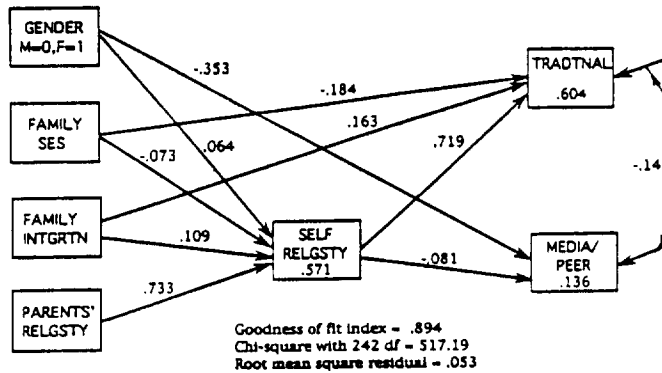 GENDER
M=0,F=1
-.353
TRADTNAL
.604
-.184
FAMILY
SES
.163
.064
.719
-.073
-.14
FAMILY
INTGRTN
.109
SELF
RELGSTY
.571
-.081
MEDIA/
PEER
.136
.733
PARENTS'
RELGSTY
Goodness of fit index = .894
Chi-square with 242 df = 517.19
Root mean square residual = .053